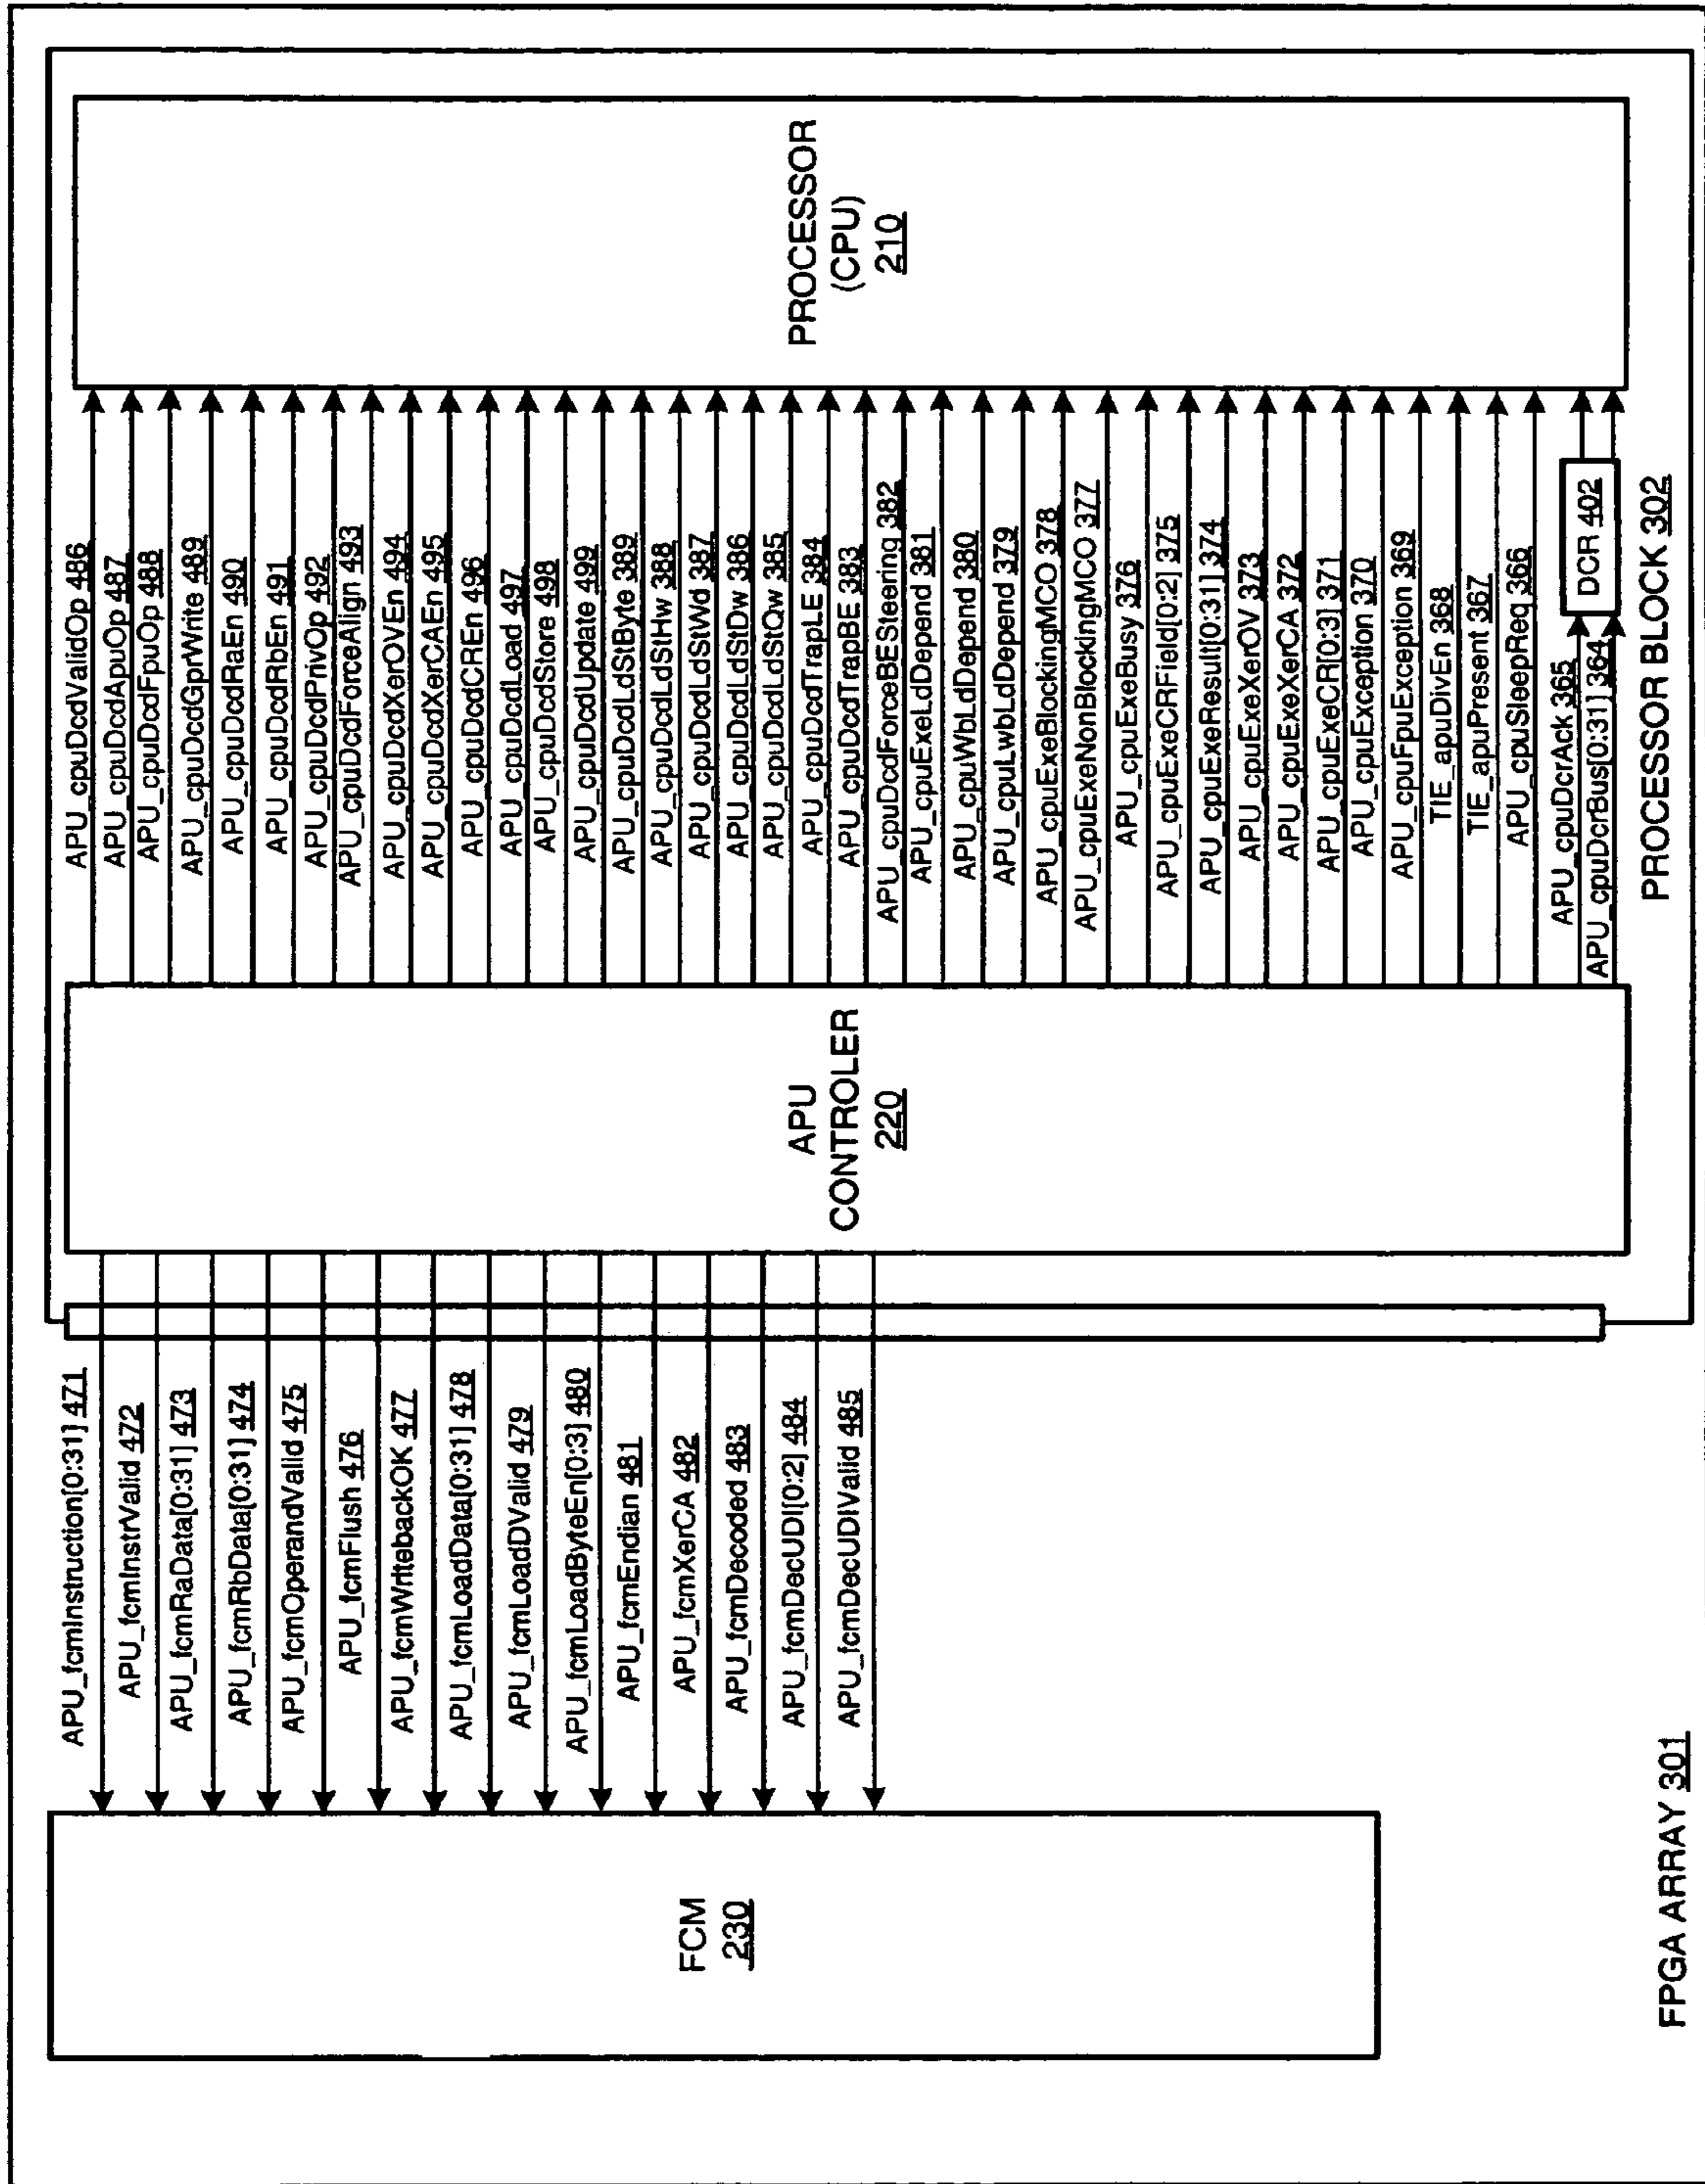 FCM
230
APU_fcmInstruction[0:31] 471
APU_fcmInstrValid 472
APU_fcmRaData[0:31] 473
APU_fcmRbData[0:31] 474
APU_fcmOperandValid 475
APU_fcmFlush 476
APU_fcmWritebackOK 477
APU_fcmLoadData[0:31] 478
APU_fcmLoadDValid 479
APU_fcmLoadByteEn[0:3] 480
APU_fcmEndian 481
APU_fcmXerCA 482
APU_fcmDecoded 483
APU_fcmDecUDI[0:2] 484
APU_fcmDecUDIValid 485
APU
CONTROLER
220
APU_cpuDcdValidOp 486
APU_cpuDcdApuOp 487
APU_cpuDcdFpuOp 488
APU_cpuDcdGprWrite 489
APU_cpuDcdRaEn 490
APU_cpuDcdRbEn 491
APU_cpuDcdPrivOp 492
APU_cpuDcdForceAlign 493
APU_cpuDcdXerOVEn 494
APU_cpuDcdXerCAEn 495
APU_cpuDcdCREn 496
APU_cpuDcdLoad 497
APU_cpuDcdStore 498
APU_cpuDcdUpdate 499
APU_cpuDcdLdStByte 389
APU_cpuDcdLdStHw 388
APU_cpuDcdLdStWd 387
APU_cpuDcdLdStDw 386
APU_cpuDcdLdStQw 385
APU_cpuDcdTrapLE 384
APU_cpuDcdTrapBE 383
APU_cpuDcdForceBESteering 382
APU_cpuExeLdDepend 381
APU_cpuWbLdDepend 380
APU_cpuLwbLdDepend 379
APU_cpuExeBlockingMCO 378
APU_cpuExeNonBlockingMCO 377
APU_cpuExeBusy 376
APU_cpuExeCRField[0:2] 375
APU_cpuExeResult[0:31] 374
APU_cpuExeXerOV 373
APU_cpuExeXerCA 372
APU_cpuExeCR[0:3] 371
APU_cpuException 370
APU_cpuFpuException 369
TIE_apuDivEn 368
TIE_apuPresent 367
APU_cpuSleepReq 366
APU_cpuDcrAck 365
APU_cpuDcrBus[0:31] 364
DCR 402
PROCESSOR
(CPU)
210
PROCESSOR BLOCK 302
FPGA ARRAY 301